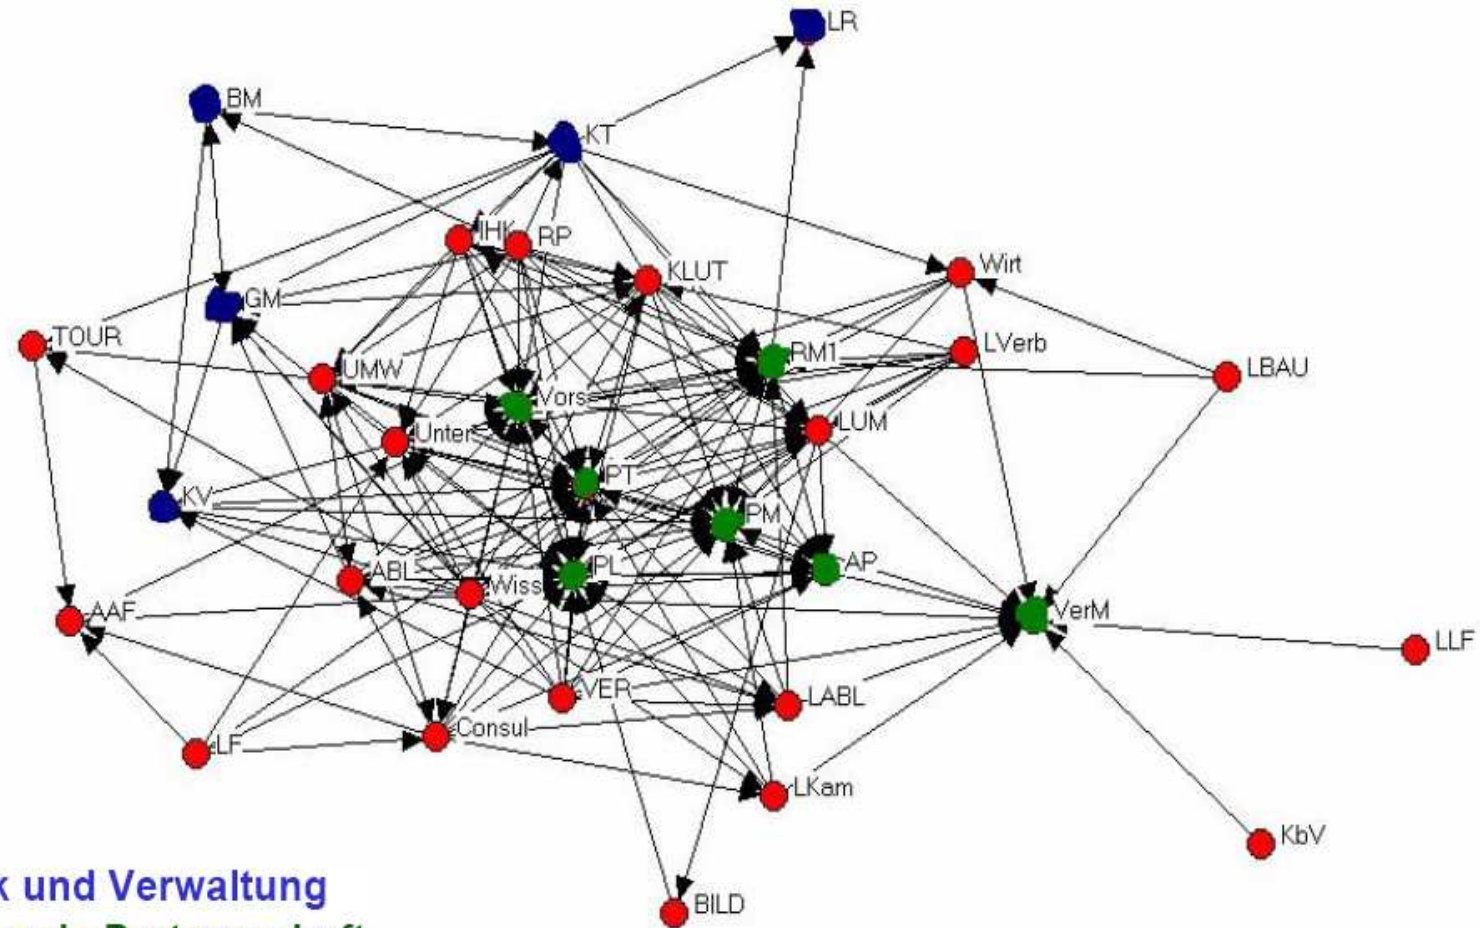 LR
BM
KT
IHK
RP
KLUT
Wirt
GM
TOUR
RM1
LVerb
LBAU
UMW
Vors
Unter
LUM
PT
KV
PM
AP
ABL
PL
Wiss
AAF
VerM
LLF
VER
LABL
Consul
LF
LKam
KbV
BILD
k und Verwaltung